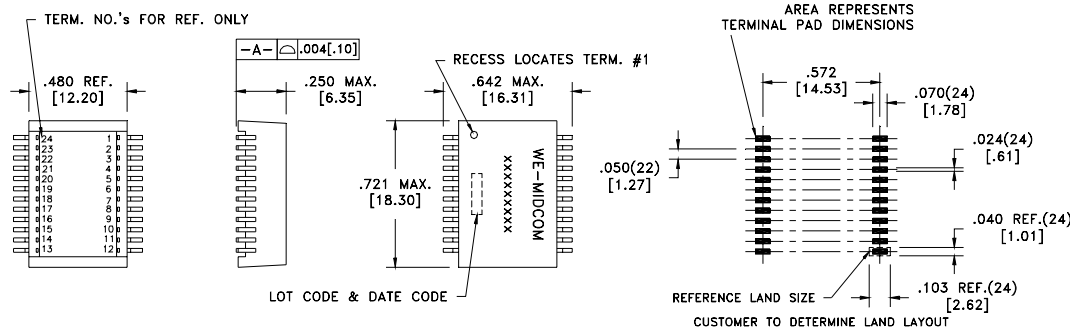 TERM. NO.'s FOR REF. ONLY
.480 REF.
[12.20]
24 1
23 2
22 3
21 4
20 5
19 6
18 7
17 8
16 9
15 10
14 11
13 12
-A- ⌓ .004[.10]
.250 MAX.
[6.35]
RECESS LOCATES TERM. #1
.642 MAX.
[16.31]
.721 MAX.
[18.30]
WE-MIDCOM
XXXXXXXXXX
LOT CODE & DATE CODE
AREA REPRESENTS
TERMINAL PAD DIMENSIONS
.572
[14.53]
.070(24)
[1.78]
.050(22)
[1.27]
.024(24)
[.61]
.040 REF.(24)
[1.01]
.103 REF.(24)
[2.62]
REFERENCE LAND SIZE
CUSTOMER TO DETERMINE LAND LAYOUT